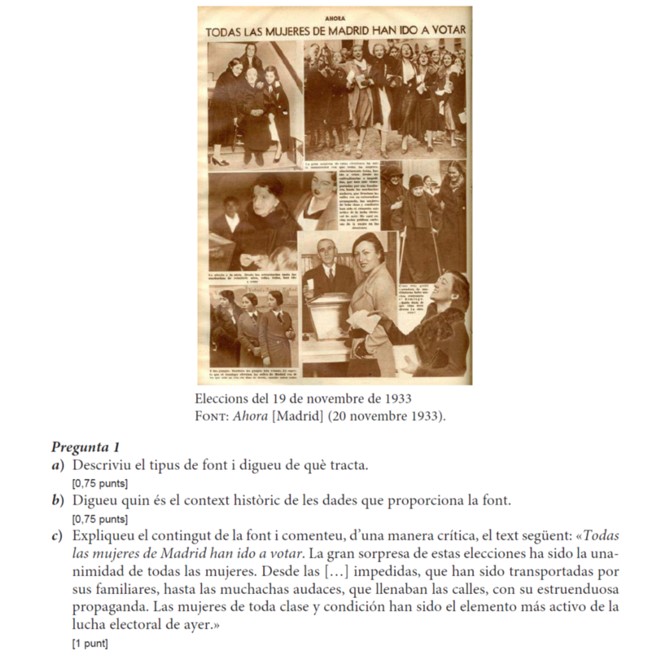 AHORA
TODAS LAS MUJERES DE MADRID HAN IDO A VOTAR
Eleccions del 19 de novembre de 1933
FONT: Ahora [Madrid] (20 novembre 1933).
Pregunta 1
a) Descriviu el tipus de font i digueu de què tracta.
[0,75 punts]
b) Digueu quin és el context històric de les dades que proporciona la font.
[0,75 punts]
c) Expliqueu el contingut de la font i comenteu, d’una manera crítica, el text següent: «Todas
las mujeres de Madrid han ido a votar. La gran sorpresa de estas elecciones ha sido la una-
nimidad de todas las mujeres. Desde las […] impedidas, que han sido transportadas por
sus familiares, hasta las muchachas audaces, que llenaban las calles, con su estruendosa
propaganda. Las mujeres de toda clase y condición han sido el elemento más activo de la
lucha electoral de ayer.»
[1 punt]